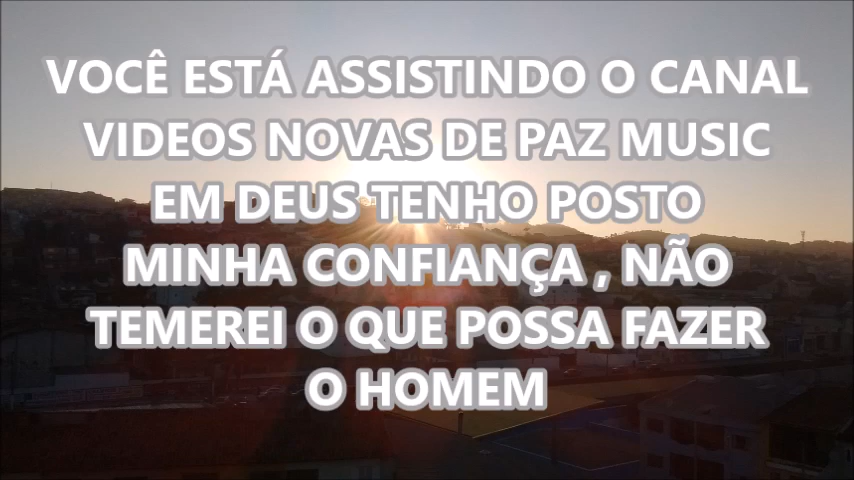 VOCÊ ESTÁ ASSISTINDO O CANAL
VIDEOS NOVAS DE PAZ MUSIC
EM DEUS TENHO POSTO
MINHA CONFIANÇA , NÃO
TEMEREI O QUE POSSA FAZER
O HOMEM